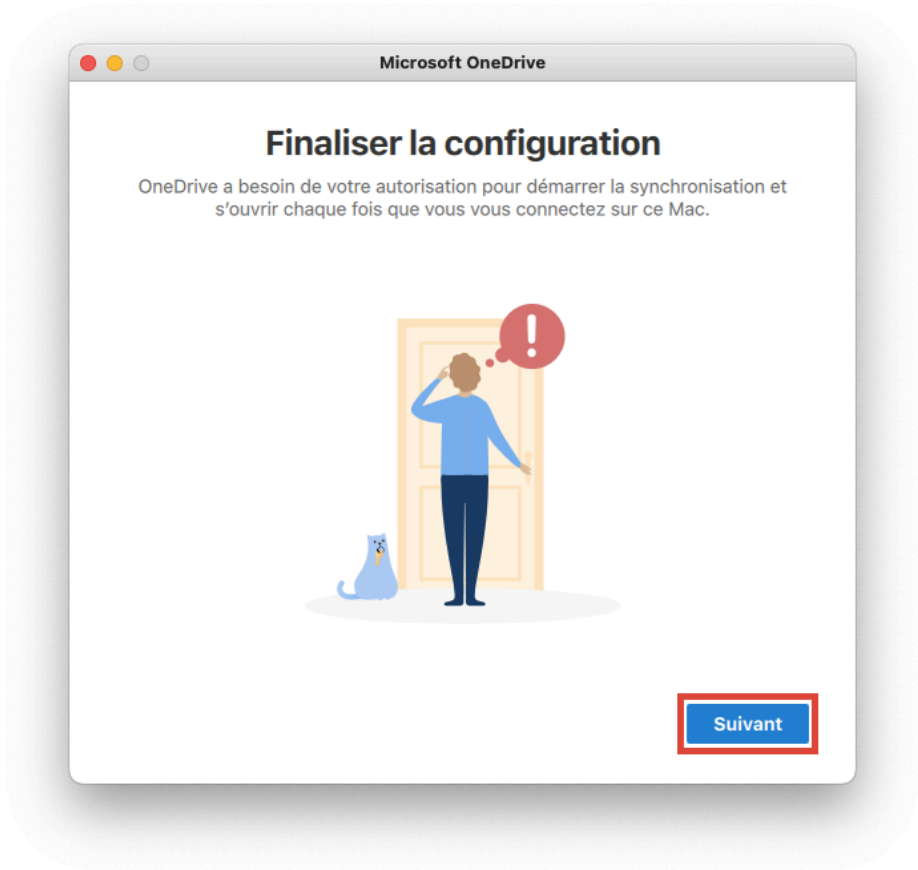 Microsoft OneDrive
Finaliser la configuration
OneDrive a besoin de votre autorisation pour démarrer la synchronisation et
s’ouvrir chaque fois que vous vous connectez sur ce Mac.
!
Suivant